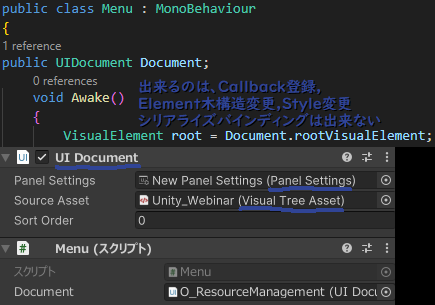 public class Menu : MonoBehaviour
{
1 reference
public UIDocument Document;
0 references
void Awake()
{
出来るのは、Callback登録,
Element木構造変更,Style変更
シリアライズバインディングは出来ない
VisualElement root = Document.rootVisualElement;
UI Document
Panel Settings
New Panel Settings (Panel Settings)
Source Asset
Unity_Webinar (Visual Tree Asset)
Sort Order
0
Menu (スクリプト)
スクリプト
Menu
Document
O_ResourceManagement (UI Docu